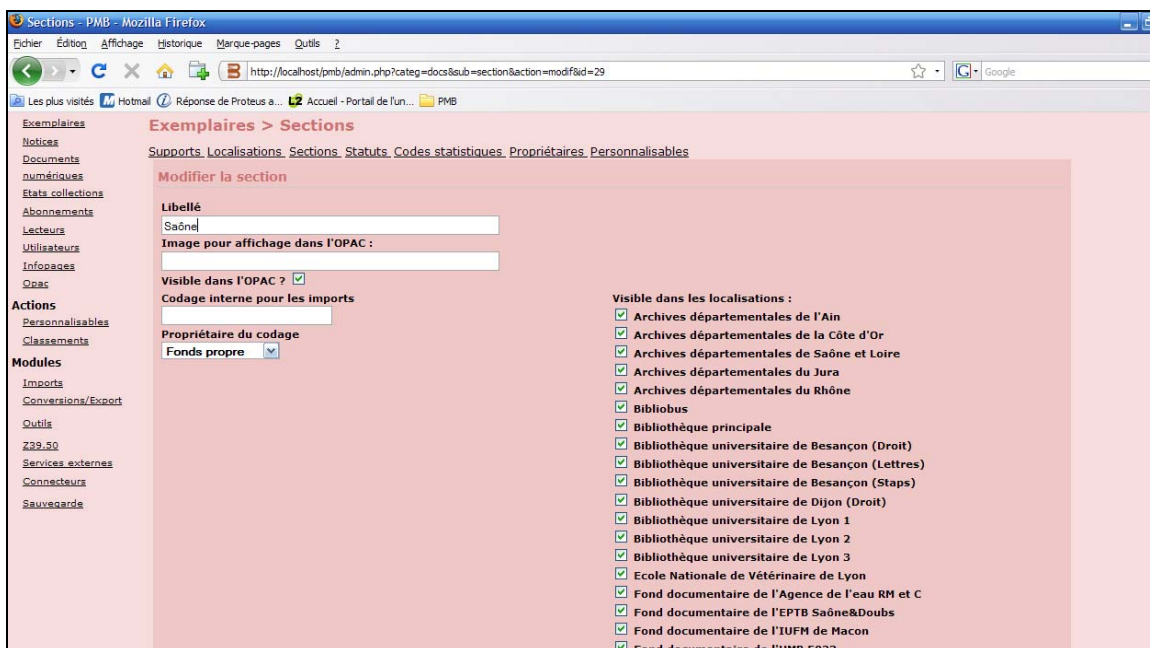 Sections - PMB - Mozilla Firefox
Fichier Édition Affichage Historique Marque-pages Outils ?
http://localhost/pmb/admin.php?categ=docs&sub=section&action=modif&id=29
G Google
Les plus visités Hotmail Réponse de Proteus a... L2 Accueil - Portail de l'un... PMB
Exemplaires
Notices
Documents
numériques
Etats collections
Abonnements
Lecteurs
Utilisateurs
Infopages
Opac
Actions
Personnalisables
Classements
Modules
Imports
Conversions/Export
Outils
Z39.50
Services externes
Connecteurs
Sauvegarde
Exemplaires > Sections
Supports Localisations Sections Statuts Codes statistiques Propriétaires Personnalisables
Modifier la section
Libellé
Saône
Image pour affichage dans l'OPAC :
Visible dans l'OPAC ?
Codage interne pour les imports
Propriétaire du codage
Fonds propre
Visible dans les localisations :
Archives départementales de l'Ain
Archives départementales de la Côte d'Or
Archives départementales de Saône et Loire
Archives départementales du Jura
Archives départementales du Rhône
Bibliobus
Bibliothèque principale
Bibliothèque universitaire de Besançon (Droit)
Bibliothèque universitaire de Besançon (Lettres)
Bibliothèque universitaire de Besançon (Staps)
Bibliothèque universitaire de Dijon (Droit)
Bibliothèque universitaire de Lyon 1
Bibliothèque universitaire de Lyon 2
Bibliothèque universitaire de Lyon 3
Ecole Nationale de Vétérinaire de Lyon
Fond documentaire de l'Agence de l'eau RM et C
Fond documentaire de l'EPTB Saône&Doubs
Fond documentaire de l'IUFM de Macon
Fond documentaire de l'UMR